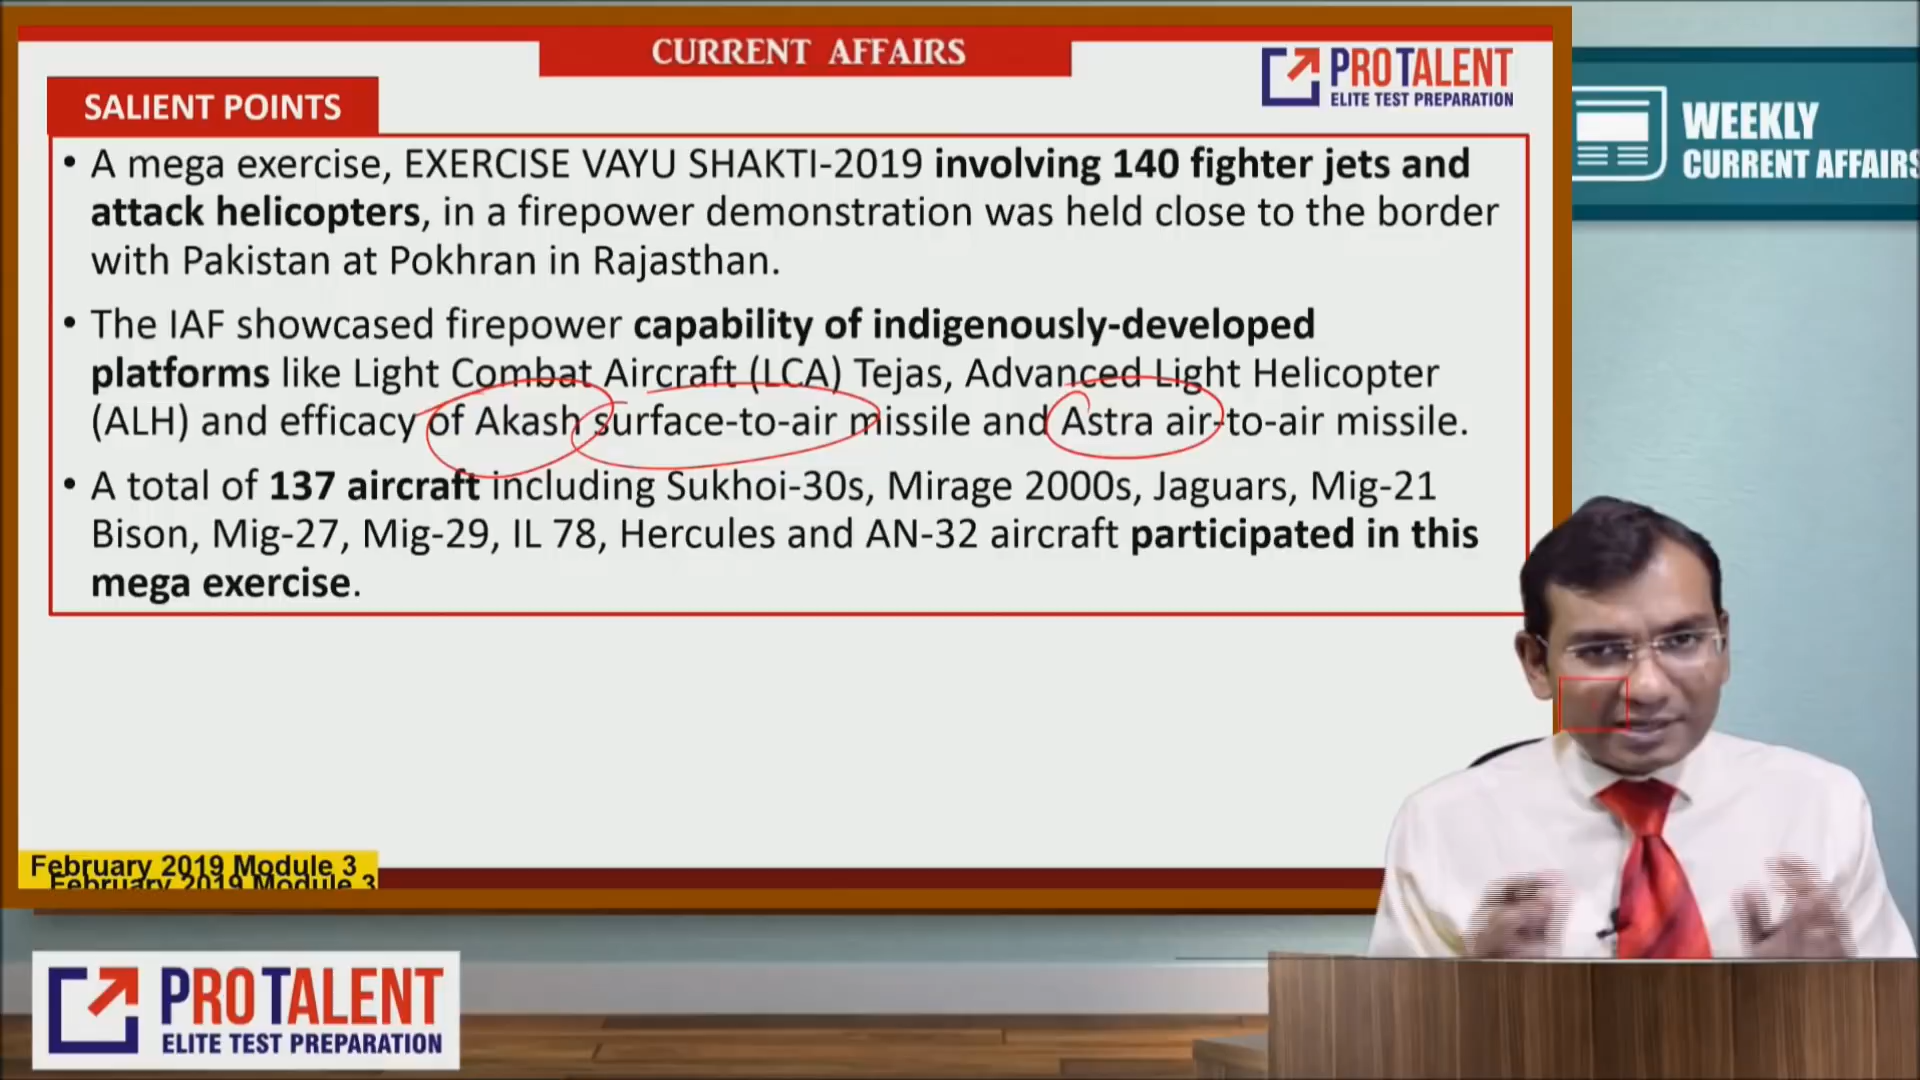 CURRENT AFFAIRS
PROTALENT
ELITE TEST PREPARATION
SALIENT POINTS
WEEKLY
CURRENT AFFAIRS
• A mega exercise, EXERCISE VAYU SHAKTI-2019 involving 140 fighter jets and
attack helicopters, in a firepower demonstration was held close to the border
with Pakistan at Pokhran in Rajasthan.
• The IAF showcased firepower capability of indigenously-developed
platforms like Light Combat Aircraft (LCA) Tejas, Advanced Light Helicopter
(ALH) and efficacy of Akash surface-to-air missile and Astra air-to-air missile.
• A total of 137 aircraft including Sukhoi-30s, Mirage 2000s, Jaguars, Mig-21
Bison, Mig-27, Mig-29, IL 78, Hercules and AN-32 aircraft participated in this
mega exercise.
February 2019 Module 3
February 2019 Module 3
PROTALENT
ELITE TEST PREPARATION